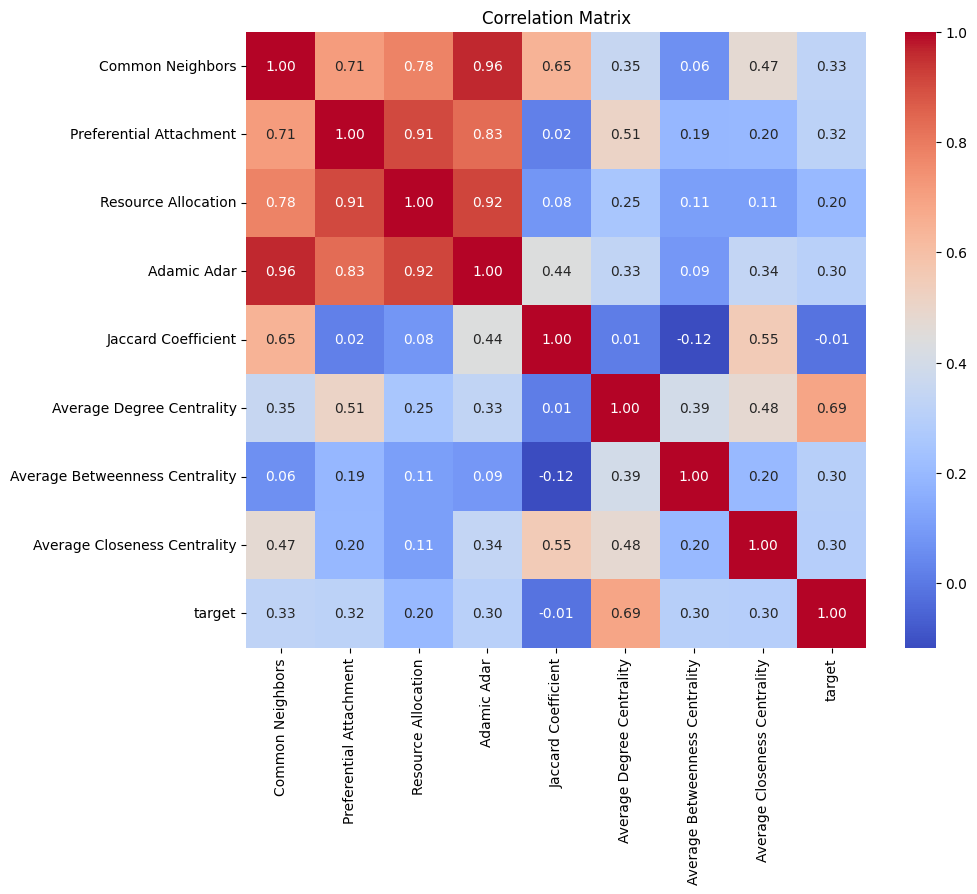 Correlation Matrix
Common Neighbors 1.00 0.71 0.78 0.96 0.65 0.35 0.06 0.47 0.33
Preferential Attachment 0.71 1.00 0.91 0.83 0.02 0.51 0.19 0.20 0.32
Resource Allocation 0.78 0.91 1.00 0.92 0.08 0.25 0.11 0.11 0.20
Adamic Adar 0.96 0.83 0.92 1.00 0.44 0.33 0.09 0.34 0.30
Jaccard Coefficient 0.65 0.02 0.08 0.44 1.00 0.01 -0.12 0.55 -0.01
Average Degree Centrality 0.35 0.51 0.25 0.33 0.01 1.00 0.39 0.48 0.69
Average Betweenness Centrality 0.06 0.19 0.11 0.09 -0.12 0.39 1.00 0.20 0.30
Average Closeness Centrality 0.47 0.20 0.11 0.34 0.55 0.48 0.20 1.00 0.30
target 0.33 0.32 0.20 0.30 -0.01 0.69 0.30 0.30 1.00
Common Neighbors
Preferential Attachment
Resource Allocation
Adamic Adar
Jaccard Coefficient
Average Degree Centrality
Average Betweenness Centrality
Average Closeness Centrality
target
1.0
0.8
0.6
0.4
0.2
0.0